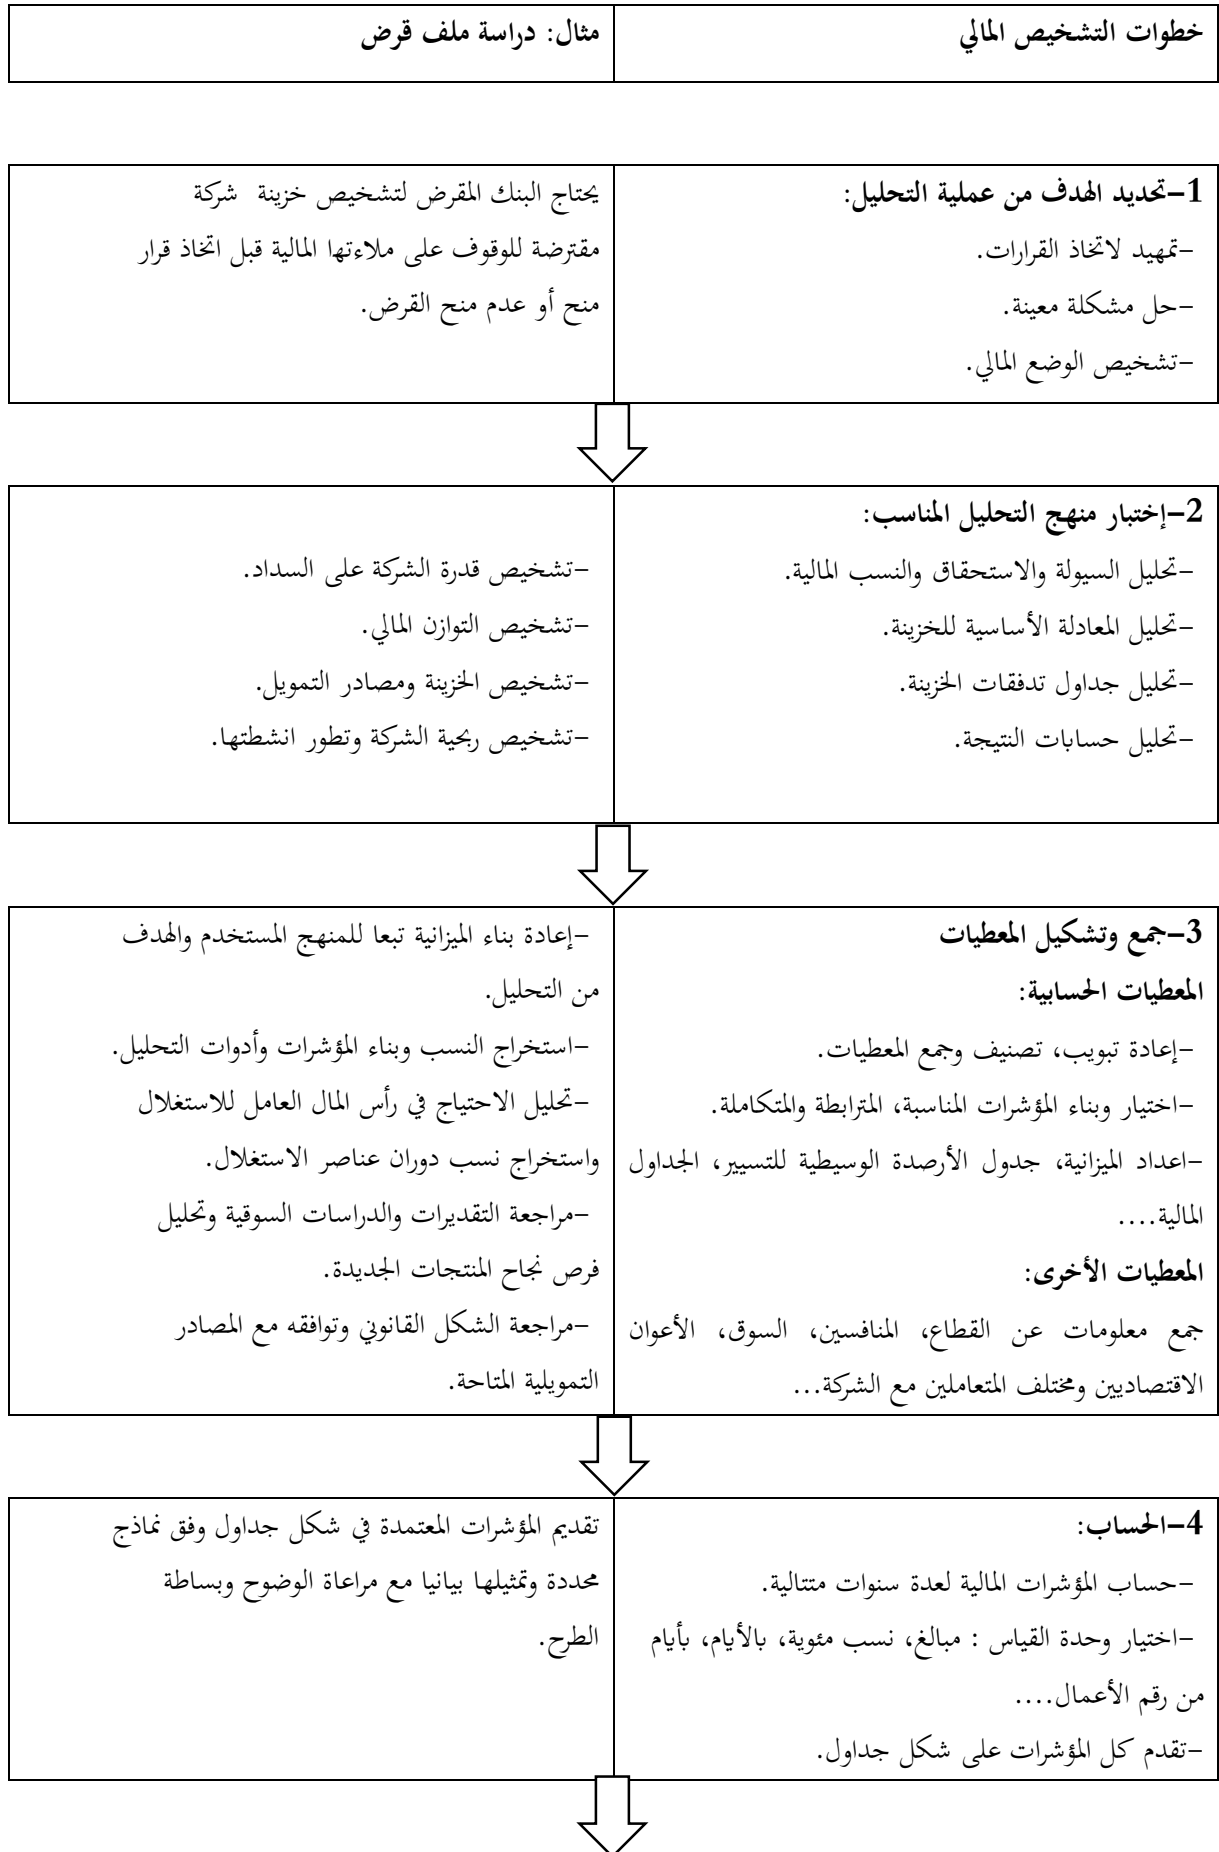 خطوات التشخيص المالي
مثال: دراسة ملف قرض
1–تحديد الهدف من عملية التحليل:
–تمهيد لاتخاذ القرارات.
–حل مشكلة معينة.
–تشخيص الوضع المالي.
يحتاج البنك المقرض لتشخيص خزينة شركة
مقترضة للوقوف على ملاءتها المالية قبل اتخاذ قرار
منح أو عدم منح القرض.
2–إختبار منهج التحليل المناسب:
–تحليل السيولة والاستحقاق والنسب المالية.
–تحليل المعادلة الأساسية للخزينة.
–تحليل جداول تدفقات الخزينة.
–تحليل حسابات النتيجة.
–تشخيص قدرة الشركة على السداد.
–تشخيص التوازن المالي.
–تشخيص الخزينة ومصادر التمويل.
–تشخيص ربحية الشركة وتطور انشطتها.
3–جمع وتشكيل المعطيات
المعطيات الحسابية:
–إعادة تبويب، تصنيف وجمع المعطيات.
–اختيار وبناء المؤشرات المناسبة، المترابطة والمتكاملة.
–اعداد الميزانية، جدول الأرصدة الوسيطية للتسيير، الجداول
المالية....
المعطيات الأخرى:
جمع معلومات عن القطاع، المنافسين، السوق، الأعوان
الاقتصاديين ومختلف المتعاملين مع الشركة...
–إعادة بناء الميزانية تبعا للمنهج المستخدم والهدف
من التحليل.
–استخراج النسب وبناء المؤشرات وأدوات التحليل.
–تحليل الاحتياج في رأس المال العامل للاستغلال
واستخراج نسب دوران عناصر الاستغلال.
–مراجعة التقديرات والدراسات السوقية وتحليل
فرص نجاح المنتجات الجديدة.
–مراجعة الشكل القانوني وتوافقه مع المصادر
التمويلية المتاحة.
4–الحساب:
–حساب المؤشرات المالية لعدة سنوات متتالية.
–اختيار وحدة القياس : مبالغ، نسب مئوية، بالأيام، بأيام
من رقم الأعمال....
–تقدم كل المؤشرات على شكل جداول.
تقديم المؤشرات المعتمدة في شكل جداول وفق نماذج
محددة وتمثيلها بيانيا مع مراعاة الوضوح وبساطة
الطرح.